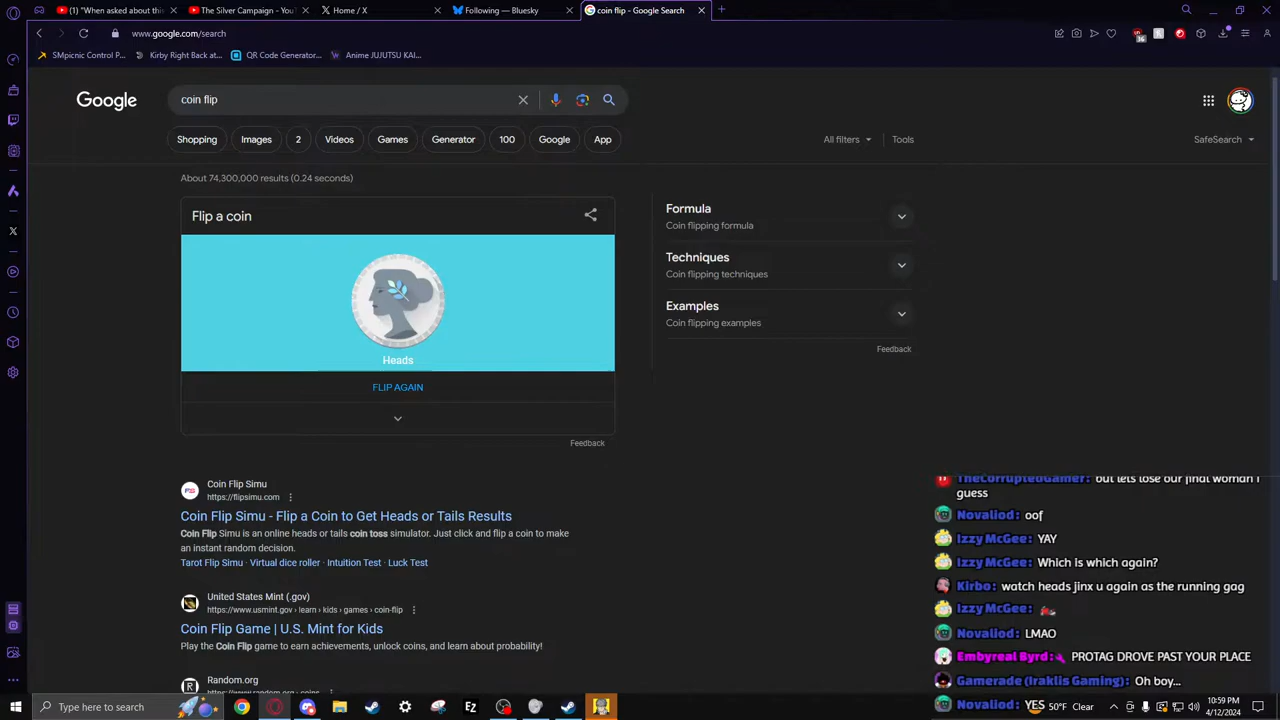 (1) "When asked about thi
The Silver Campaign - YouT
Home / X
Following — Bluesky
coin flip - Google Search
www.google.com/search
36
SMpicnic Control P...
Kirby Right Back at...
QR Code Generator...
Anime JUJUTSU KAI...
Google
coin flip
Shopping
Images
2
Videos
Games
Generator
100
Google
App
All filters
Tools
SafeSearch
About 74,300,000 results (0.24 seconds)
Flip a coin
Heads
FLIP AGAIN
Feedback
Formula
Coin flipping formula
Techniques
Coin flipping techniques
Examples
Coin flipping examples
Feedback
Coin Flip Simu
https://flipsimu.com
Coin Flip Simu - Flip a Coin to Get Heads or Tails Results
Coin Flip Simu is an online heads or tails coin toss simulator. Just click and flip a coin to make
an instant random decision.
Tarot Flip Simu · Virtual dice roller · Intuition Test · Luck Test
United States Mint (.gov)
https://www.usmint.gov › learn › kids › games › coin-flip
Coin Flip Game | U.S. Mint for Kids
Play the Coin Flip game to earn achievements, unlock coins, and learn about probability!
Random.org
https://www.random.org › coins
TheCorruptedGamer: but lets lose our final woman i
guess
Novaliod: oof
Izzy McGee: YAY
Izzy McGee: Which is which again?
Kirbo: watch heads jinx u again as the running gag
Izzy McGee:
Novaliod: LMAO
Embyreal Byrd: PROTAG DROVE PAST YOUR PLACE
Gamerade (Iraklis Gaming): Oh boy...
Novaliod: YES
Type here to search
Fz
50°F Clear
10:59 PM
4/12/2024